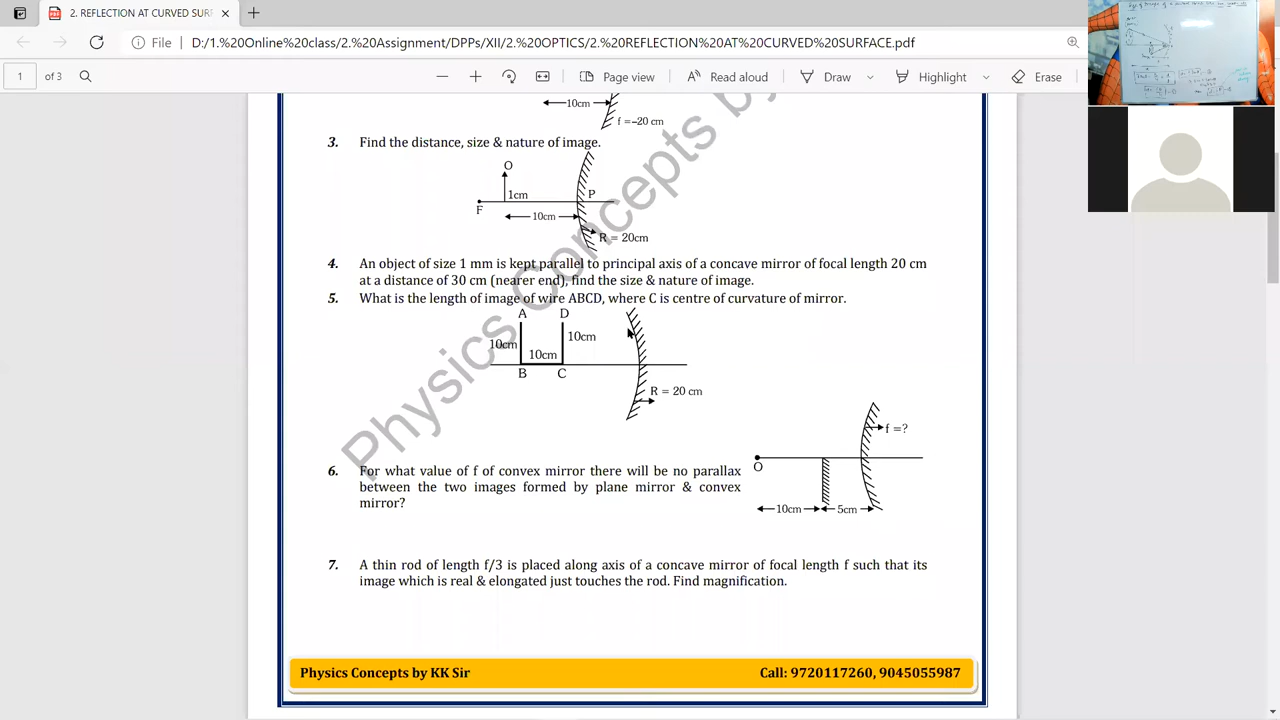 2. REFLECTION AT CURVED SURF
File
D:/1.%20Online%20class/2.%20Assignment/DPPs/XII/2.%20OPTICS/2.%20REFLECTION%20AT%20CURVED%20SURFACE.pdf
1 of 3
Page view
Read aloud
Draw
Highlight
Erase
10cm
f =–20 cm
3. Find the distance, size & nature of image.
O
1cm
P
F
10cm
R = 20cm
4. An object of size 1 mm is kept parallel to principal axis of a concave mirror of focal length 20 cm
at a distance of 30 cm (nearer end), find the size & nature of image.
5. What is the length of image of wire ABCD, where C is centre of curvature of mirror.
A D
10cm
10cm
10cm
B C
R = 20 cm
f =?
O
6. For what value of f of convex mirror there will be no parallax
between the two images formed by plane mirror & convex
mirror?
10cm 5cm
7. A thin rod of length f/3 is placed along axis of a concave mirror of focal length f such that its
image which is real & elongated just touches the rod. Find magnification.
Physics Concepts by
Physics Concepts by KK Sir
Call: 9720117260, 9045055987